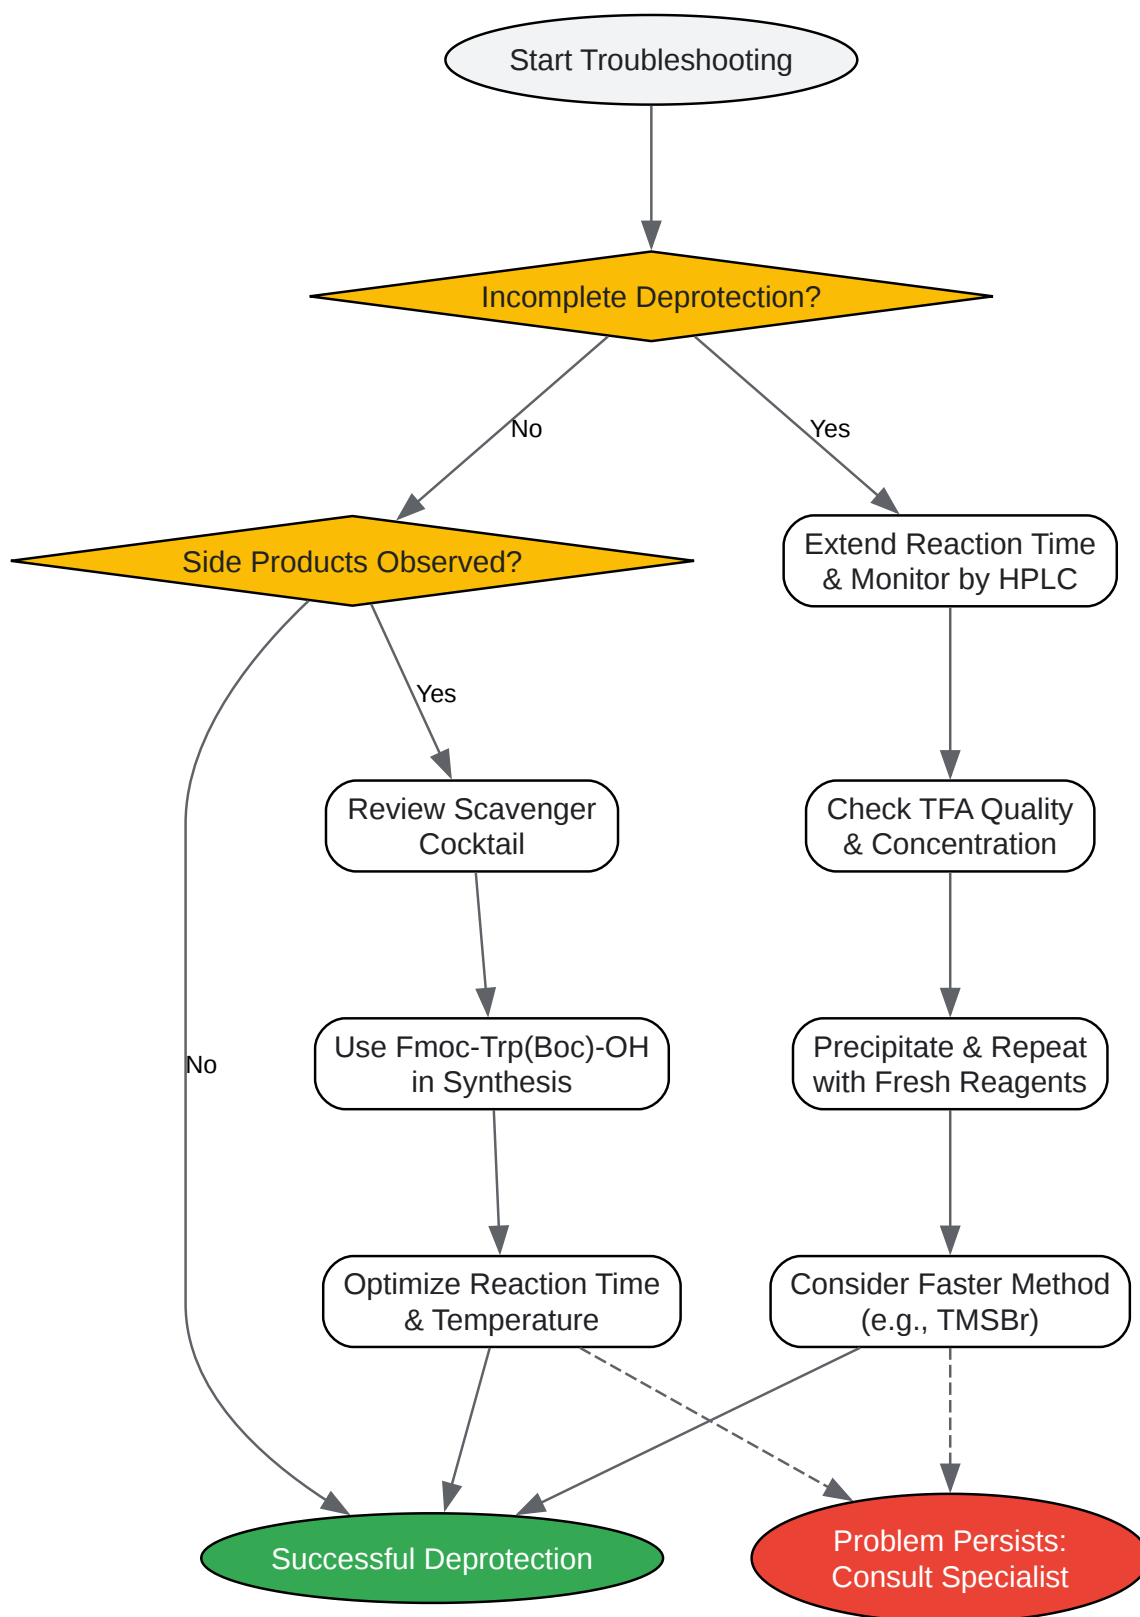 Start Troubleshooting
Incomplete Deprotection?
No
Yes
Side Products Observed?
Extend Reaction Time
& Monitor by HPLC
Yes
Review Scavenger
Cocktail
Check TFA Quality
& Concentration
No
Use Fmoc-Trp(Boc)-OH
in Synthesis
Precipitate & Repeat
with Fresh Reagents
Optimize Reaction Time
& Temperature
Consider Faster Method
(e.g., TMSBr)
Successful Deprotection
Problem Persists:
Consult Specialist